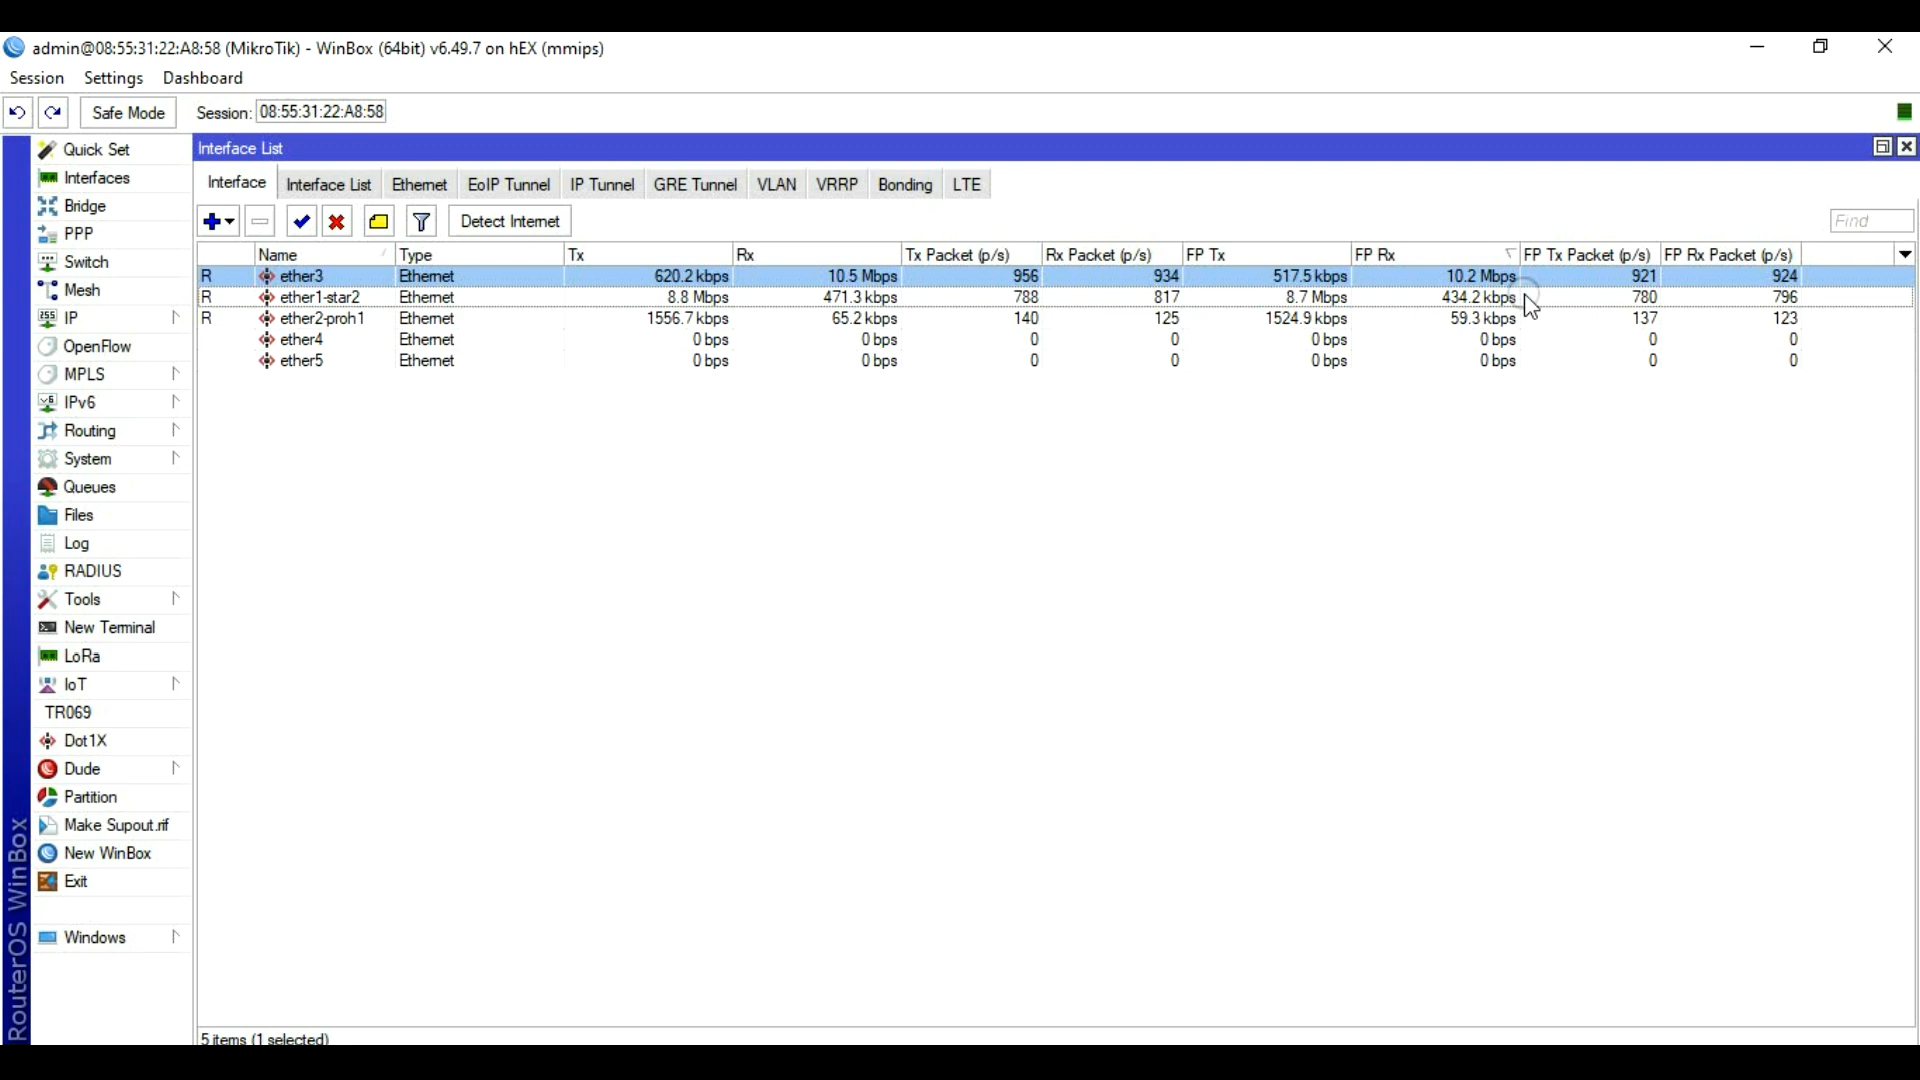 admin@08:55:31:22:A8:58 (MikroTik) - WinBox (64bit) v6.49.7 on hEX (mmips)
Session Settings Dashboard
Safe Mode Session: 08:55:31:22:A8:58
Quick Set
Interfaces
Bridge
PPP
Switch
Mesh
IP
OpenFlow
MPLS
IPv6
Routing
System
Queues
Files
Log
RADIUS
Tools
New Terminal
LoRa
IoT
TR069
Dot1X
Dude
Partition
Make Supout.rif
New WinBox
Exit
Windows
RouterOS WinBox
Interface List
Interface Interface List Ethernet EoIP Tunnel IP Tunnel GRE Tunnel VLAN VRRP Bonding LTE
Detect Internet Find
Name Type Tx Rx Tx Packet (p/s) Rx Packet (p/s) FP Tx FP Rx FP Tx Packet (p/s) FP Rx Packet (p/s)
R ether3 Ethernet 620.2 kbps 10.5 Mbps 956 934 517.5 kbps 10.2 Mbps 921 924
R ether1-star2 Ethernet 8.8 Mbps 471.3 kbps 788 817 8.7 Mbps 434.2 kbps 780 796
R ether2-proh1 Ethernet 1556.7 kbps 65.2 kbps 140 125 1524.9 kbps 59.3 kbps 137 123
ether4 Ethernet 0 bps 0 bps 0 0 0 bps 0 bps 0 0
ether5 Ethernet 0 bps 0 bps 0 0 0 bps 0 bps 0 0
5 items (1 selected)